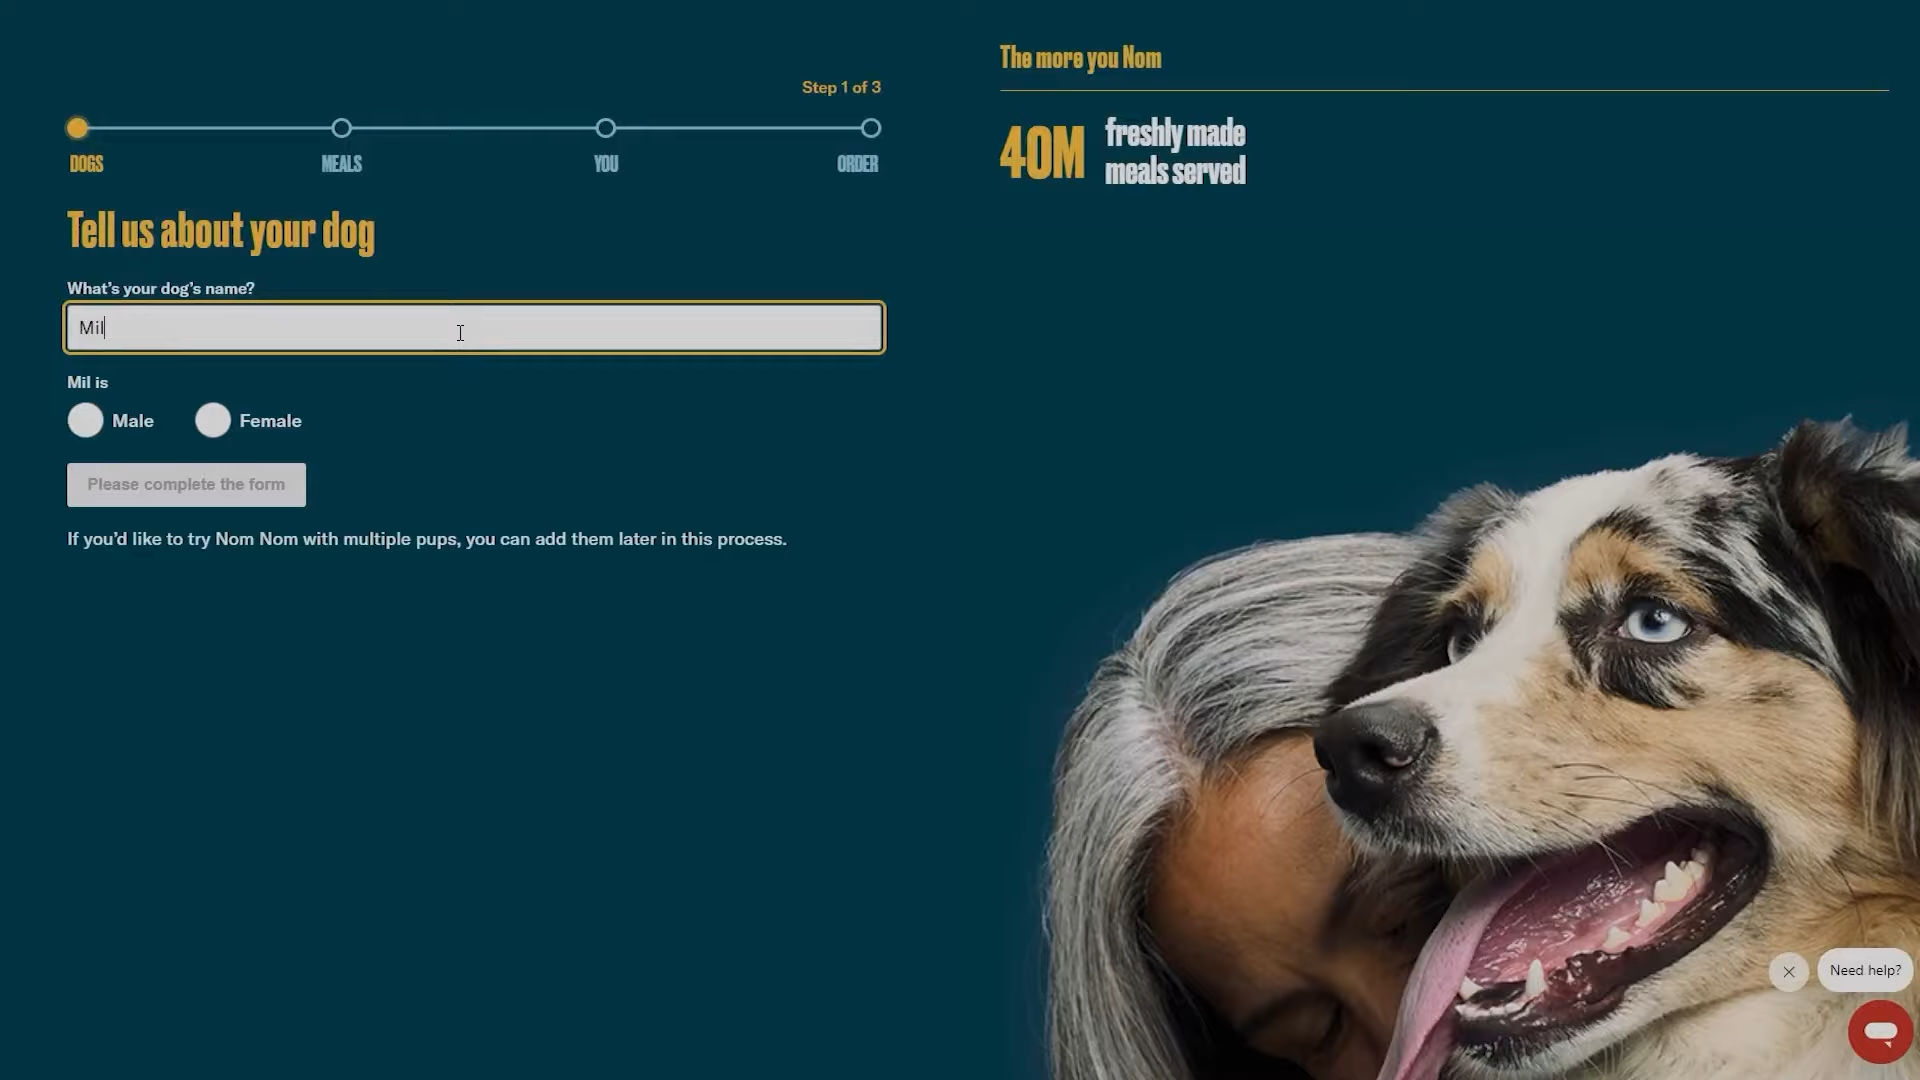 Step 1 of 3
DOGS
MEALS
YOU
ORDER
Tell us about your dog
What's your dog's name?
Mil
Mil is
Male
Female
Please complete the form
If you'd like to try Nom Nom with multiple pups, you can add them later in this process.
The more you Nom
40M
freshly made
meals served
Need help?